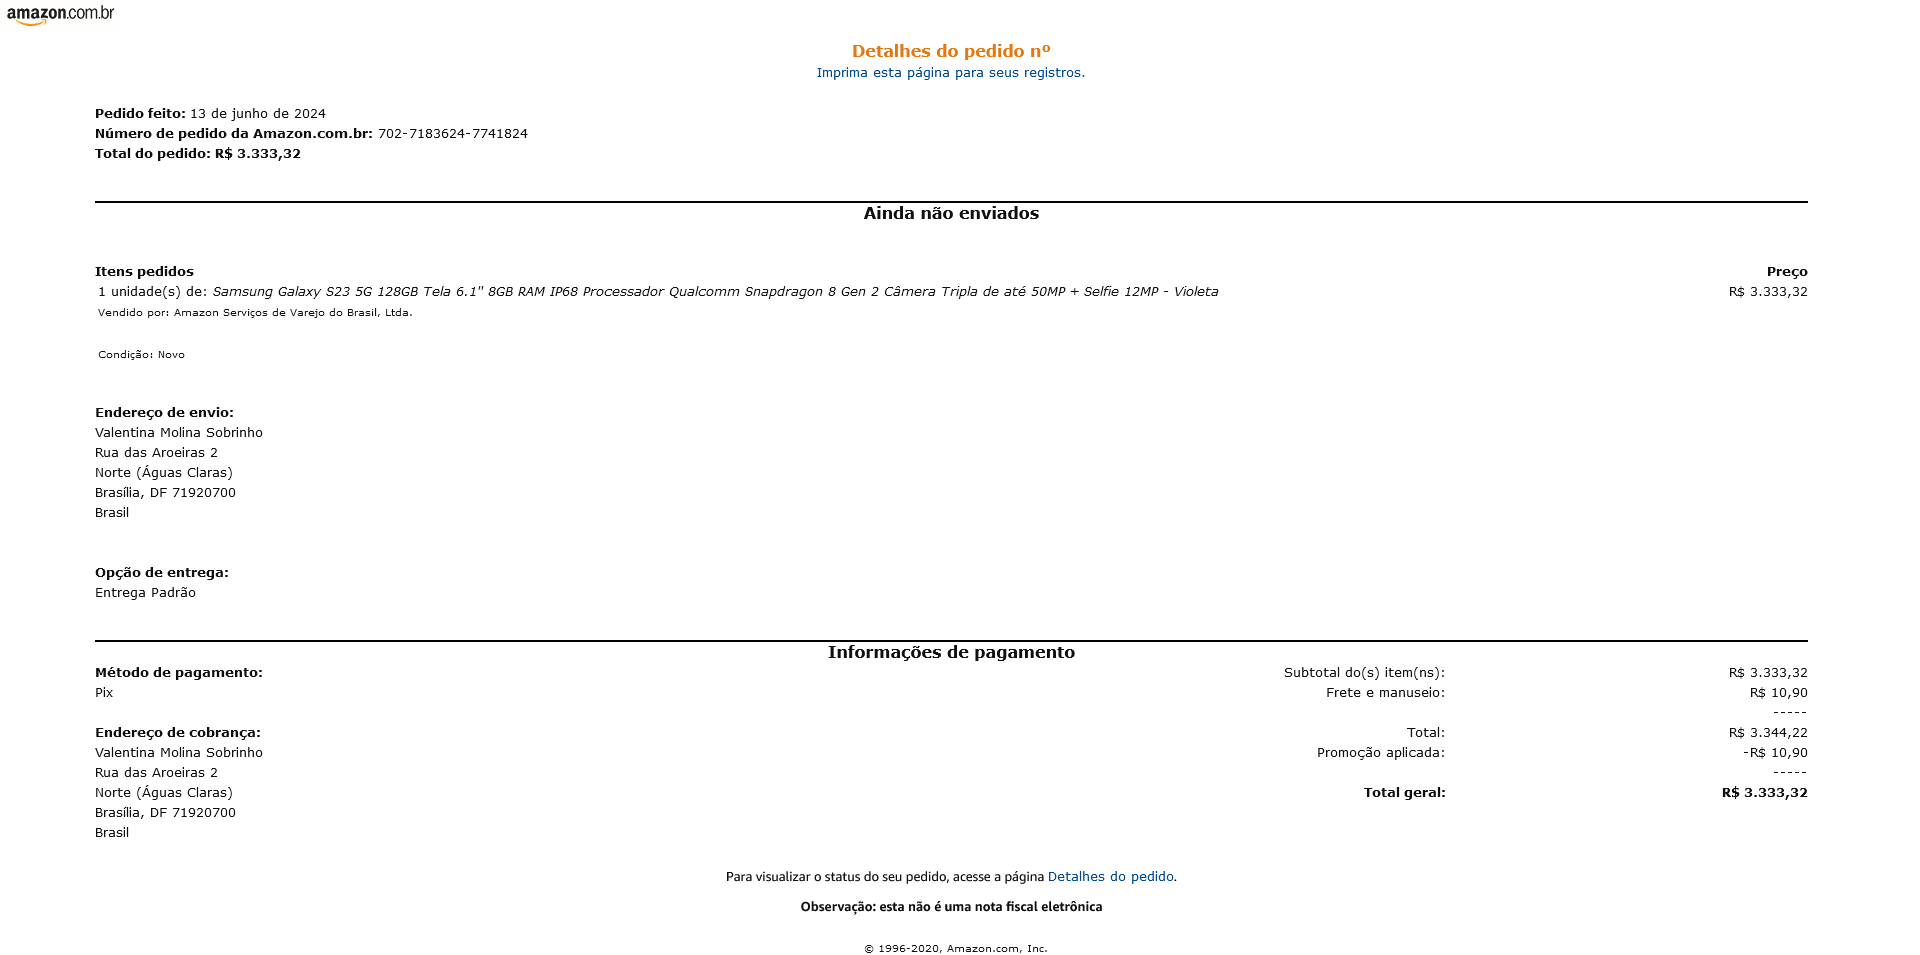 amazon.com.br
Detalhes do pedido nº
Imprima esta página para seus registros.
Pedido feito: 13 de junho de 2024
Número de pedido da Amazon.com.br: 702-7183624-7741824
Total do pedido: R$ 3.333,32
Ainda não enviados
Itens pedidos Preço
1 unidade(s) de: Samsung Galaxy S23 5G 128GB Tela 6.1" 8GB RAM IP68 Processador Qualcomm Snapdragon 8 Gen 2 Câmera Tripla de até 50MP + Selfie 12MP - Violeta R$ 3.333,32
Vendido por: Amazon Serviços de Varejo do Brasil, Ltda.
Condição: Novo
Endereço de envio:
Valentina Molina Sobrinho
Rua das Aroeiras 2
Norte (Águas Claras)
Brasília, DF 71920700
Brasil
Opção de entrega:
Entrega Padrão
Informações de pagamento
Método de pagamento: Subtotal do(s) item(ns): R$ 3.333,32
Pix Frete e manuseio: R$ 10,90
-----
Endereço de cobrança: Total: R$ 3.344,22
Valentina Molina Sobrinho Promoção aplicada: -R$ 10,90
Rua das Aroeiras 2 -----
Norte (Águas Claras) Total geral: R$ 3.333,32
Brasília, DF 71920700
Brasil
Para visualizar o status do seu pedido, acesse a página Detalhes do pedido.
Observação: esta não é uma nota fiscal eletrônica
© 1996-2020, Amazon.com, Inc.